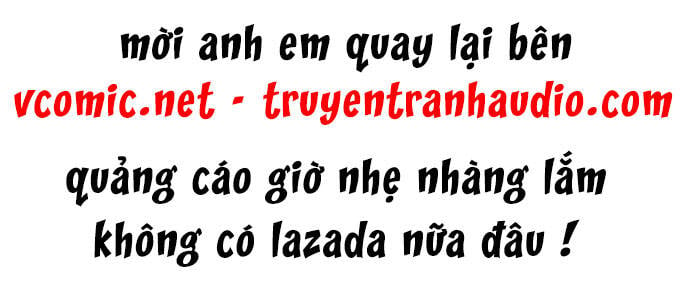 mời anh em quay lại bên
vcomic.net - truyentranhaudio.com
quảng cáo giờ nhẹ nhàng lắm
không có lazada nữa đâu !